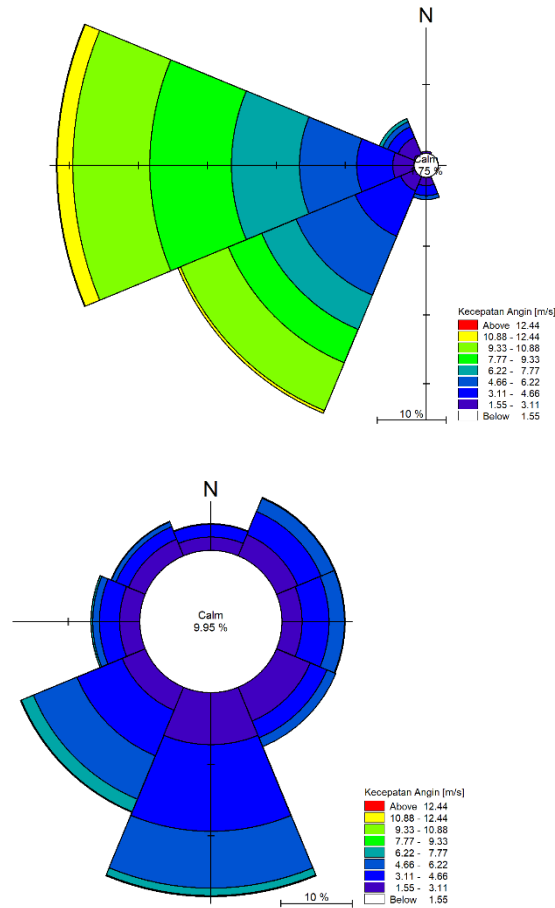 N
Calm
.75 %
Kecepatan Angin [m/s]
Above 12.44
10.88 - 12.44
9.33 - 10.88
7.77 - 9.33
6.22 - 7.77
4.66 - 6.22
3.11 - 4.66
1.55 - 3.11
Below 1.55
10 %
N
Calm
9.95 %
Kecepatan Angin [m/s]
Above 12.44
10.88 - 12.44
9.33 - 10.88
7.77 - 9.33
6.22 - 7.77
4.66 - 6.22
3.11 - 4.66
1.55 - 3.11
Below 1.55
10 %